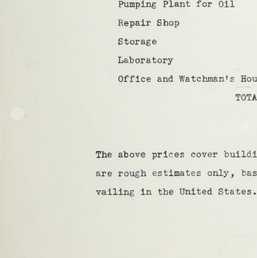 Pumping Plant for Oil
Repair Shop
Storage
Laboratory
Office and Watchman's Hou
TOTA
The above prices cover buildi
are rough estimates only, bas
vailing in the United States.